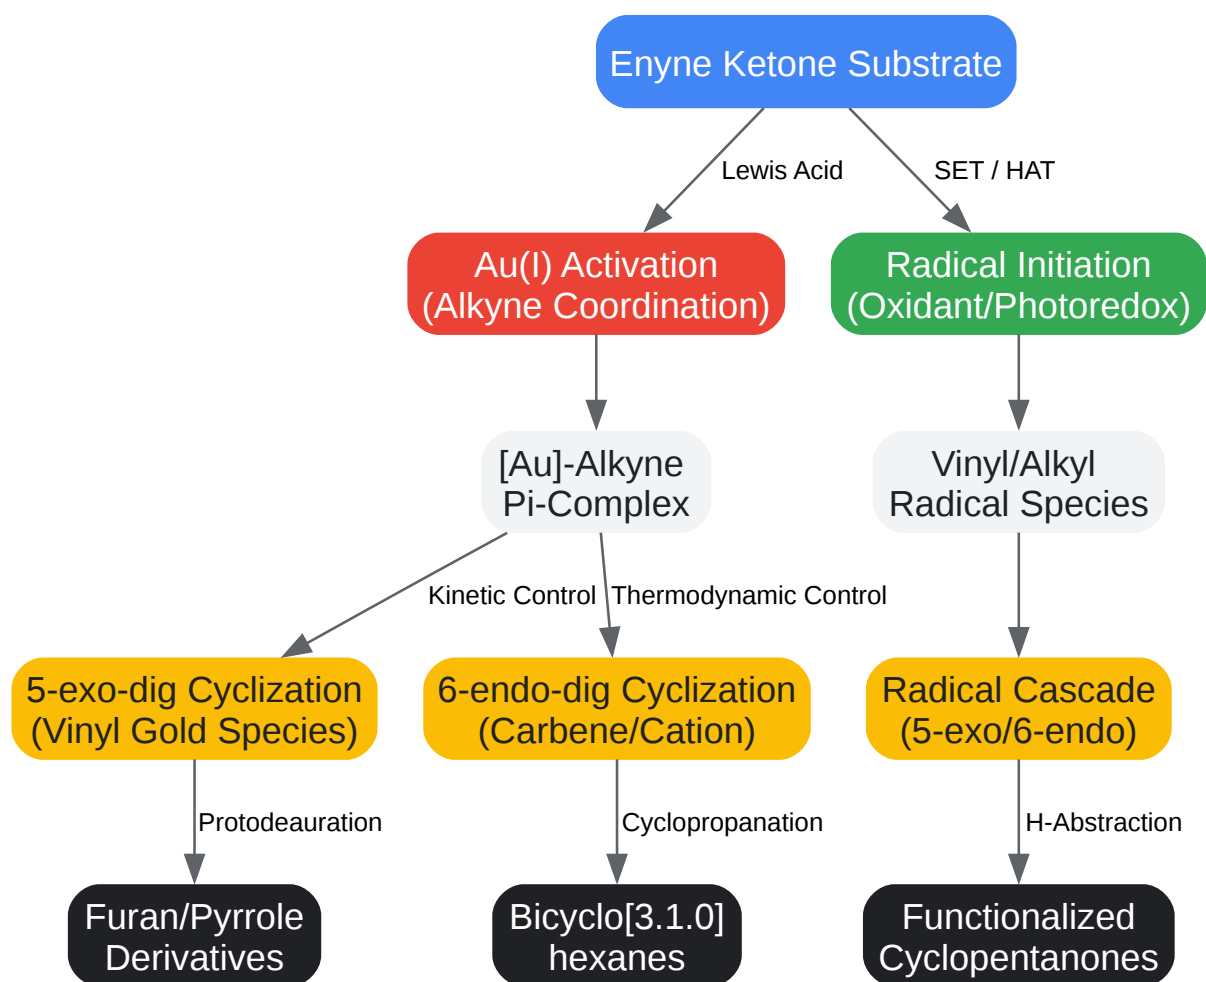 Enyne Ketone Substrate
Lewis Acid
SET / HAT
Au(I) Activation
(Alkyne Coordination)
Radical Initiation
(Oxidant/Photoredox)
[Au]-Alkyne
Pi-Complex
Vinyl/Alkyl
Radical Species
Kinetic Control
Thermodynamic Control
5-exo-dig Cyclization
(Vinyl Gold Species)
6-endo-dig Cyclization
(Carbene/Cation)
Radical Cascade
(5-exo/6-endo)
Protodeauration
Cyclopropanation
H-Abstraction
Furan/Pyrrole
Derivatives
Bicyclo[3.1.0]
hexanes
Functionalized
Cyclopentanones